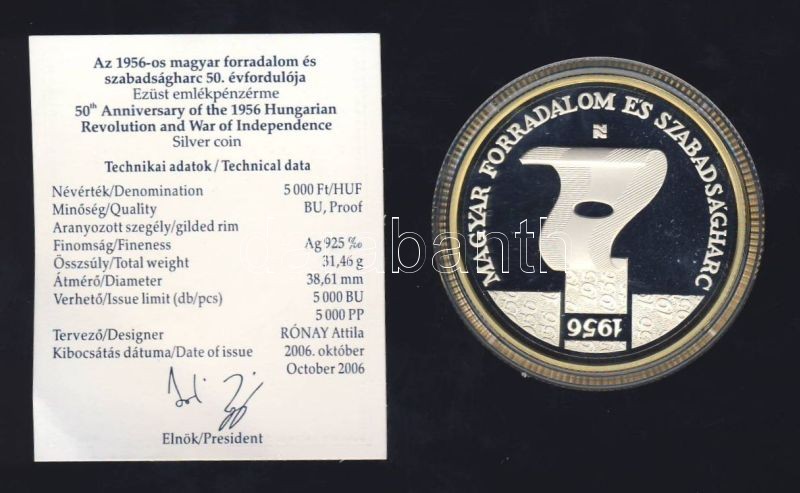 Az 1956-os magyar forradalom és
szabadságharc 50. évfordulója
Ezüst emlékpénzérme
50th Anniversary of the 1956 Hungarian
Revolution and War of Independence
Silver coin
Technikai adatok / Technical data
Névérték/Denomination 5 000 Ft/HUF
Minőség/Quality BU, Proof
Aranyozott szegély/gilded rim
Finomság/Fineness Ag 925 ‰
Összsúly/Total weight 31,46 g
Átmérő/Diameter 38,61 mm
Verhető/Issue limit (db/pcs) 5 000 BU
5 000 PP
Tervező/Designer RÓNAY Attila
Kibocsátás dátuma/Date of issue 2006. október
October 2006
Elnök/President
MAGYAR FORRADALOM ÉS SZABADSÁGHARC
1956